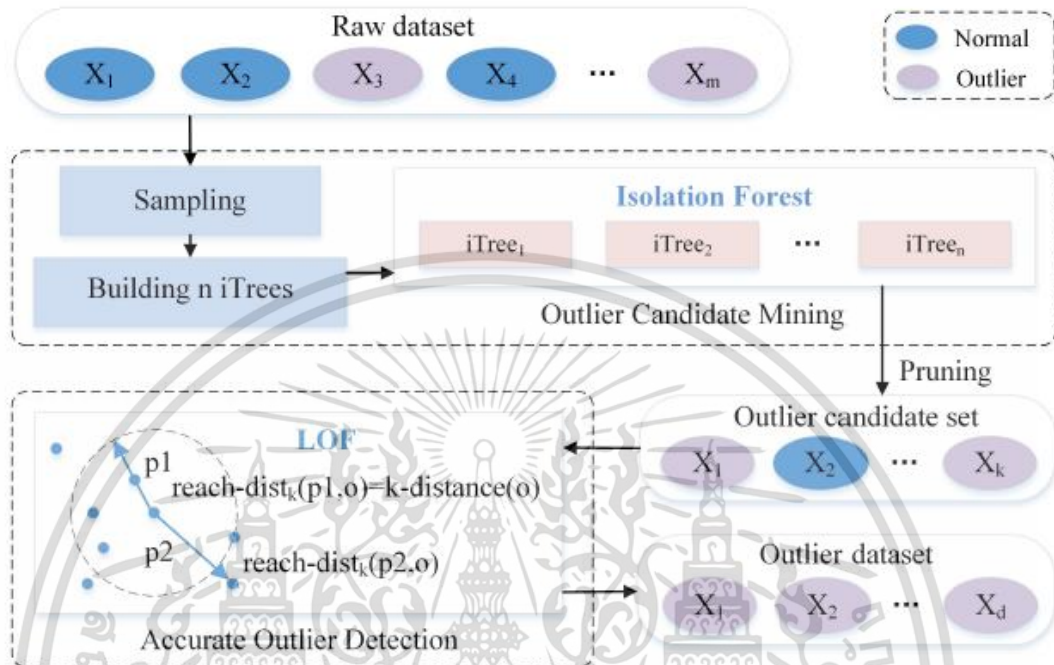 Raw dataset
X₁ X₂ X₃ X₄ ··· Xₘ
Normal
Outlier
Sampling
Building n iTrees
Isolation Forest
iTree₁ iTree₂ ··· iTreeₙ
Outlier Candidate Mining
Pruning
Outlier candidate set
X₁ X₂ ··· Xₖ
LOF
p1
reach-distₖ(p1,o)=k-distance(o)
p2
reach-distₖ(p2,o)
Accurate Outlier Detection
Outlier dataset
X₁ X₂ ··· X_d